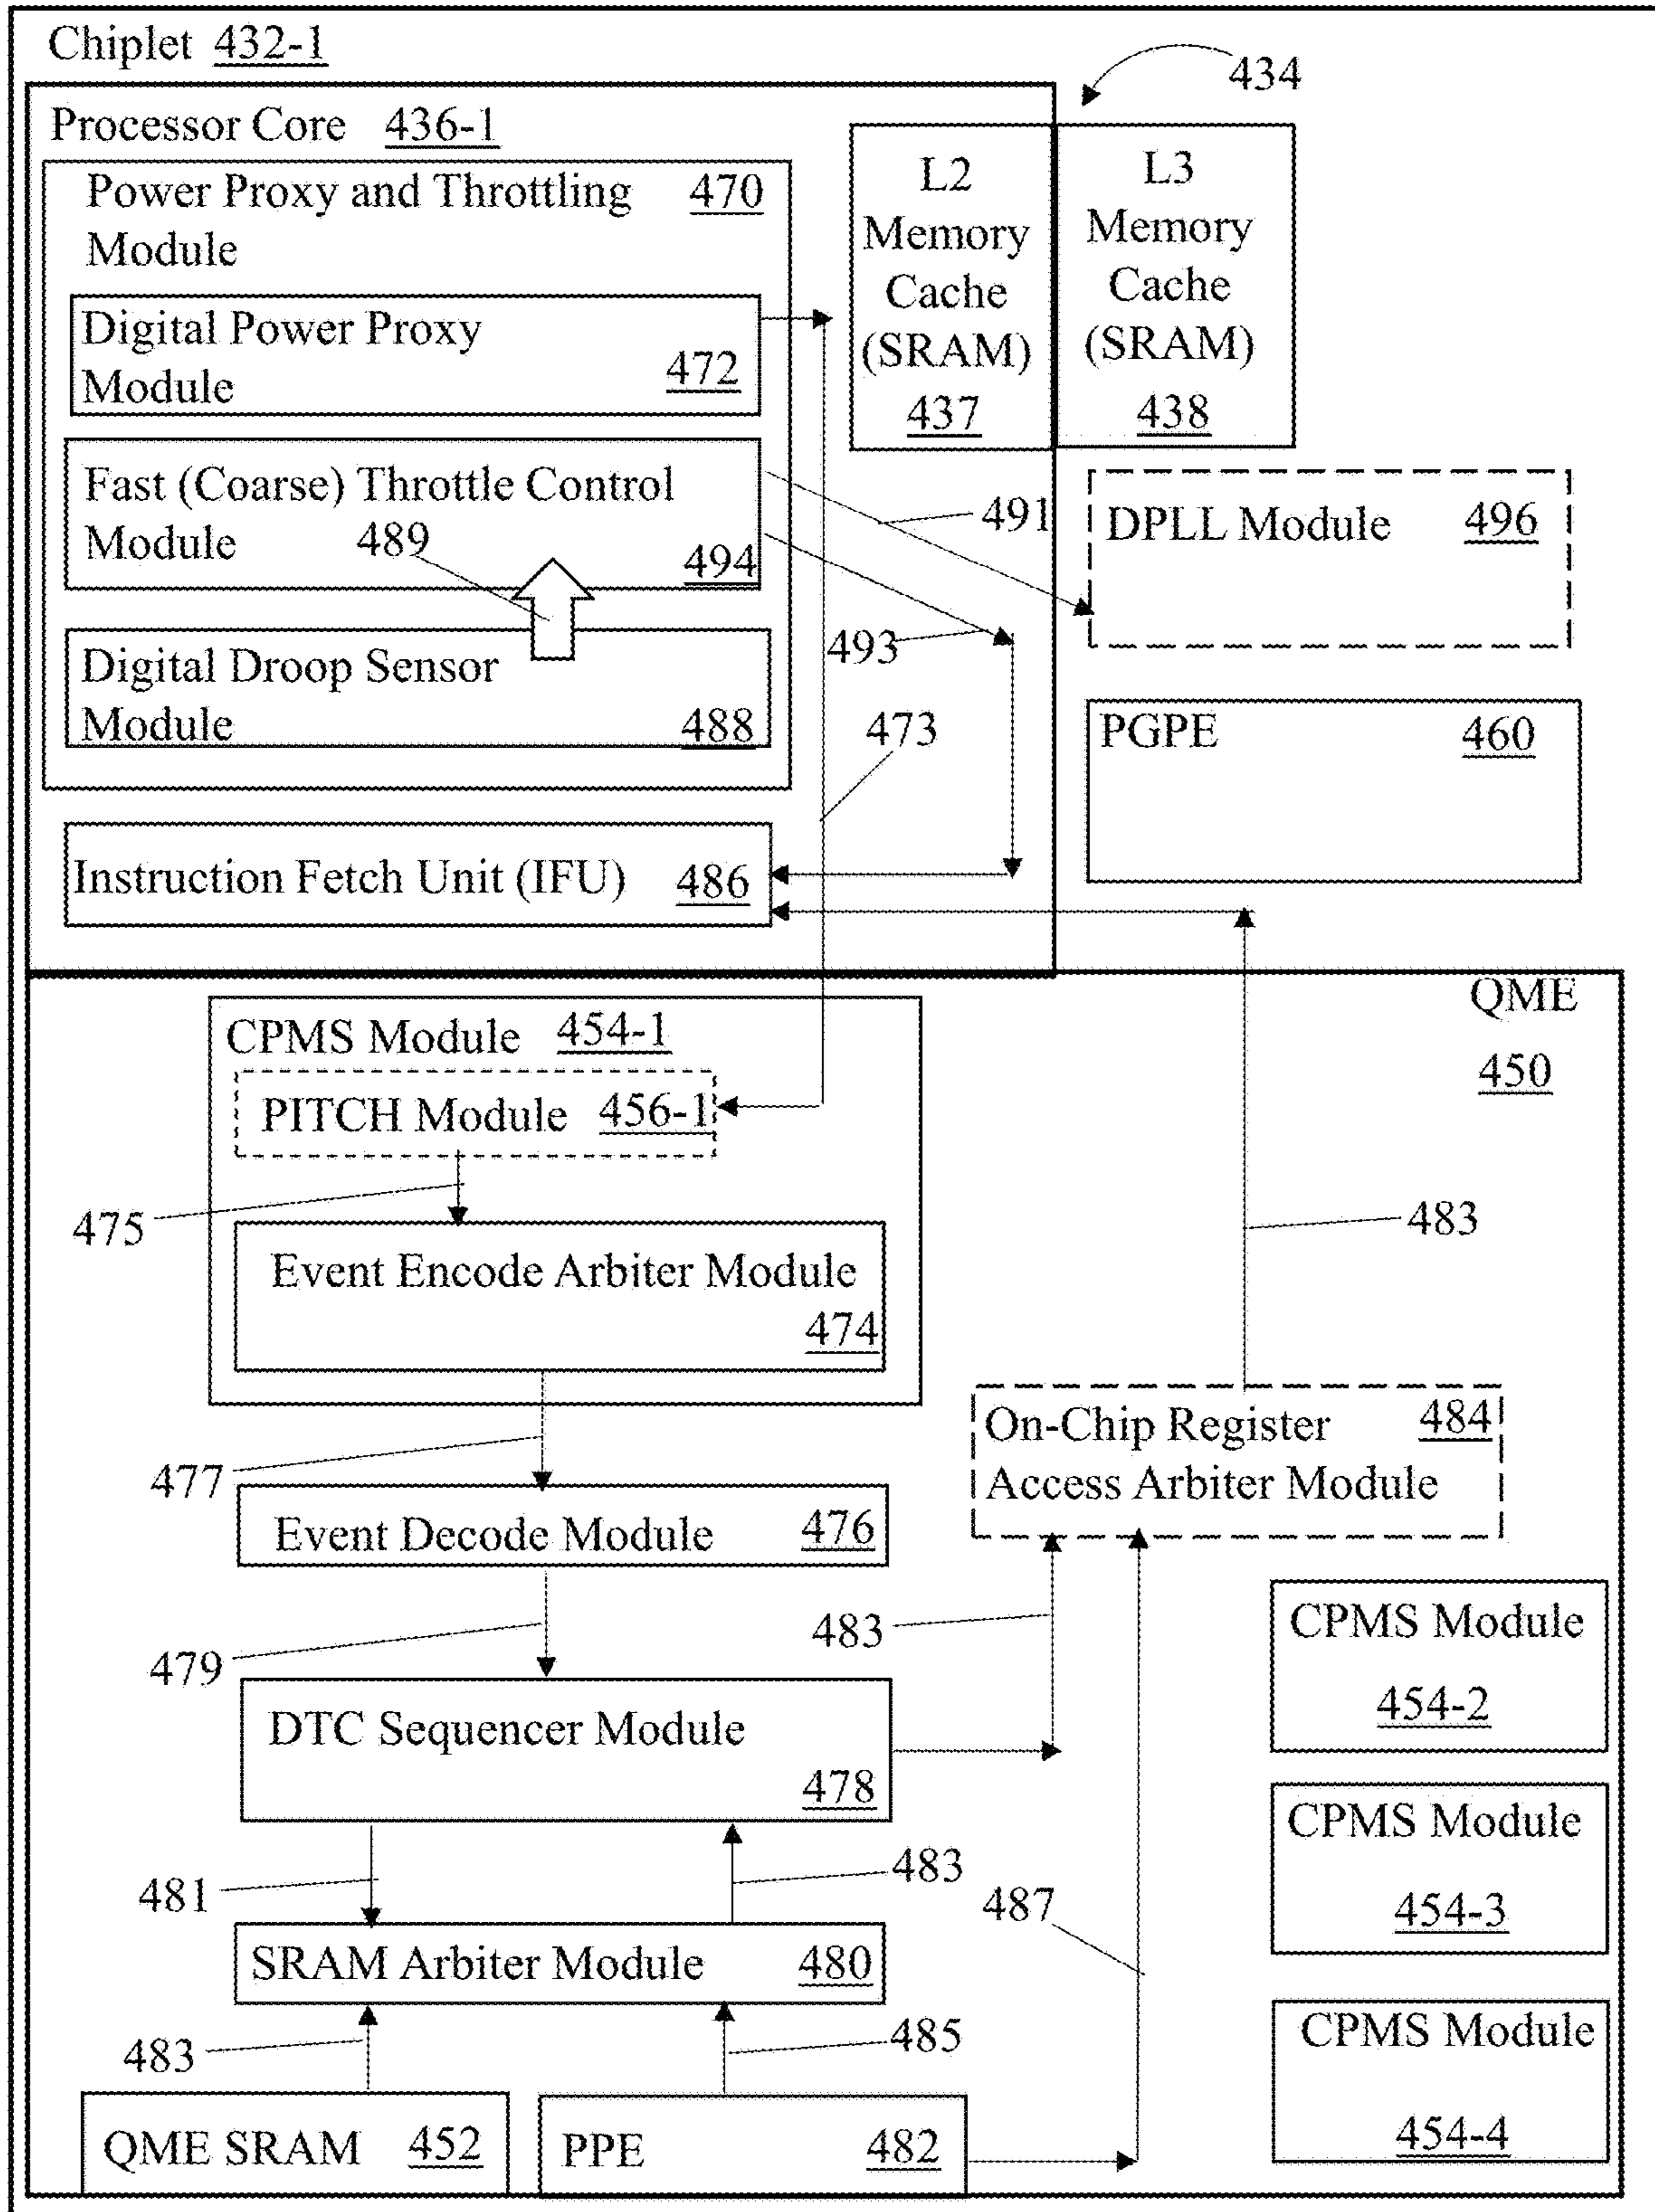 Chiplet 432-1
434
Processor Core 436-1
Power Proxy and Throttling 470
Module
Digital Power Proxy
Module 472
L2
Memory
Cache
(SRAM)
437
L3
Memory
Cache
(SRAM)
438
Fast (Coarse) Throttle Control
Module 489 494
491
DPLL Module 496
493
Digital Droop Sensor
Module 488
473
PGPE 460
Instruction Fetch Unit (IFU) 486
QME
450
CPMS Module 454-1
PITCH Module 456-1
475
483
Event Encode Arbiter Module
474
On-Chip Register 484
Access Arbiter Module
477
Event Decode Module 476
479
483
CPMS Module
454-2
DTC Sequencer Module
478
CPMS Module
454-3
481
483
487
SRAM Arbiter Module 480
483
485
CPMS Module
454-4
QME SRAM 452
PPE 482